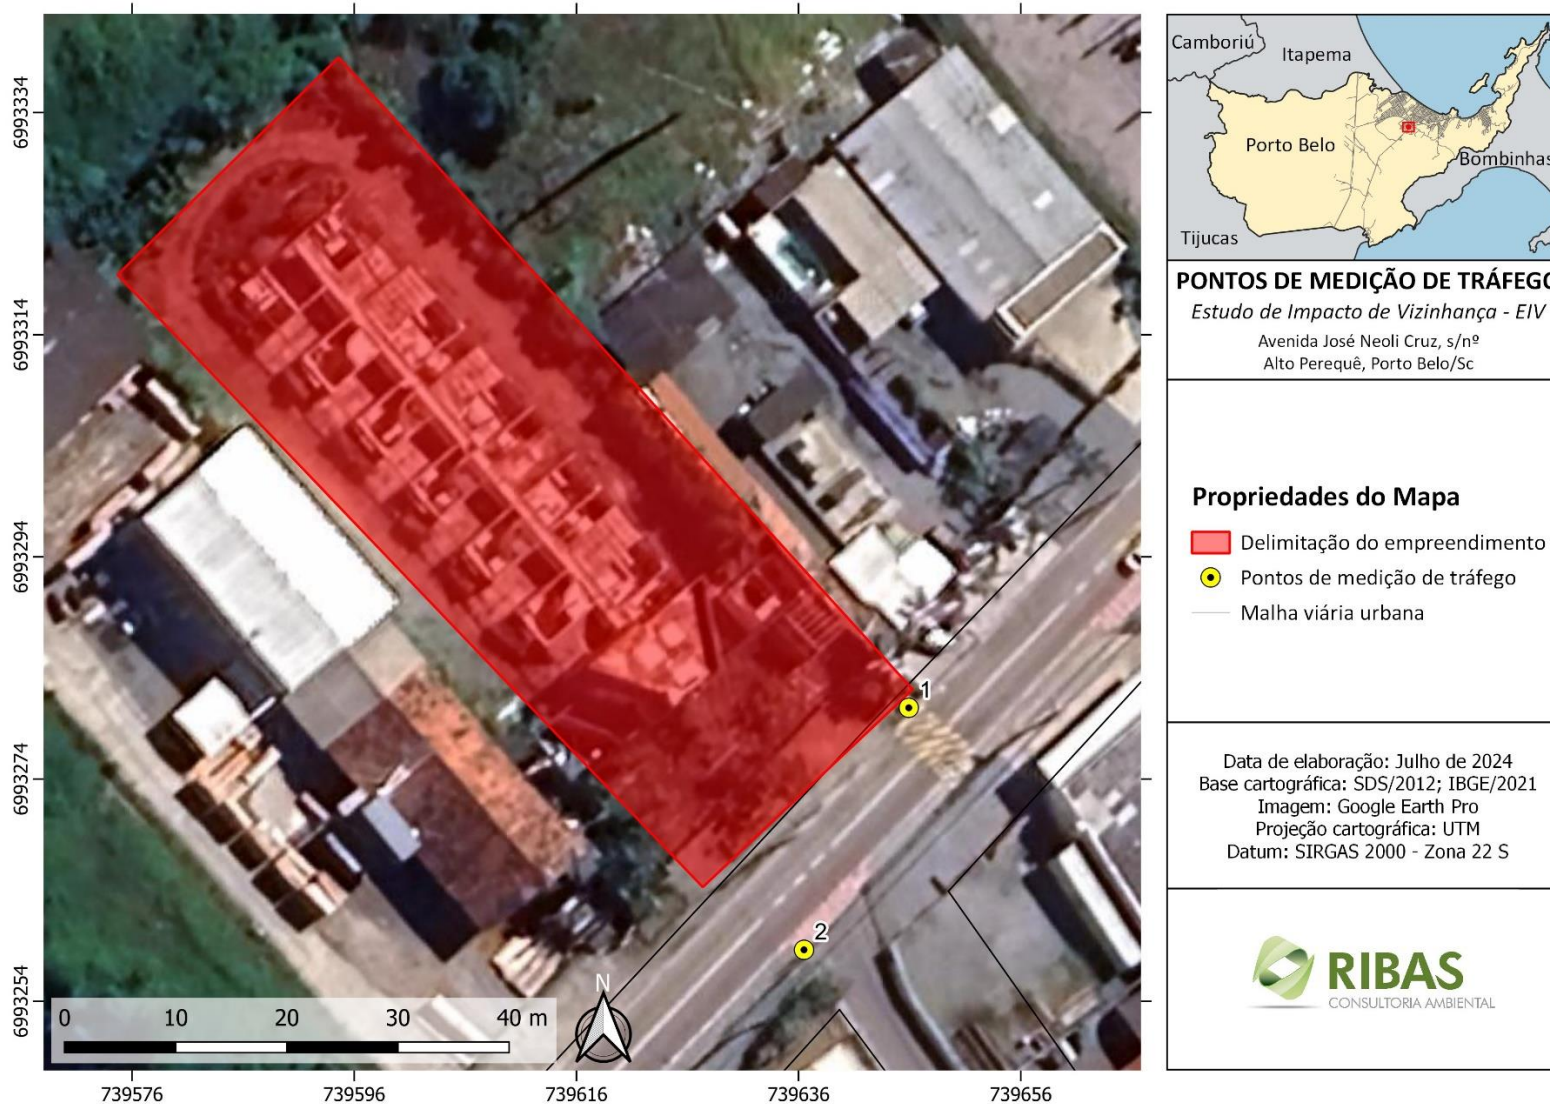 6993334
6993314
6993294
6993274
6993254
739576
739596
739616
739636
739656
1
2
N
0 10 20 30 40 m
Camboriú
Itapema
Porto Belo
Bombinhas
Tijucas
PONTOS DE MEDIÇÃO DE TRÁFEGO
Estudo de Impacto de Vizinhança - EIV
Avenida José Neoli Cruz, s/nº
Alto Perequê, Porto Belo/Sc
Propriedades do Mapa
Delimitação do empreendimento
Pontos de medição de tráfego
Malha viária urbana
Data de elaboração: Julho de 2024
Base cartográfica: SDS/2012; IBGE/2021
Imagem: Google Earth Pro
Projeção cartográfica: UTM
Datum: SIRGAS 2000 - Zona 22 S
RIBAS
CONSULTORIA AMBIENTAL